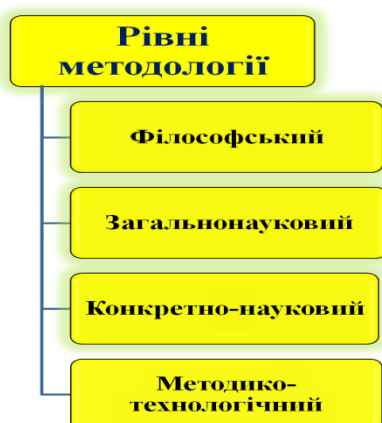 Рівні
методології
Філософський
Загальнонауковий
Конкретно-науковий
Методико-
технологічний